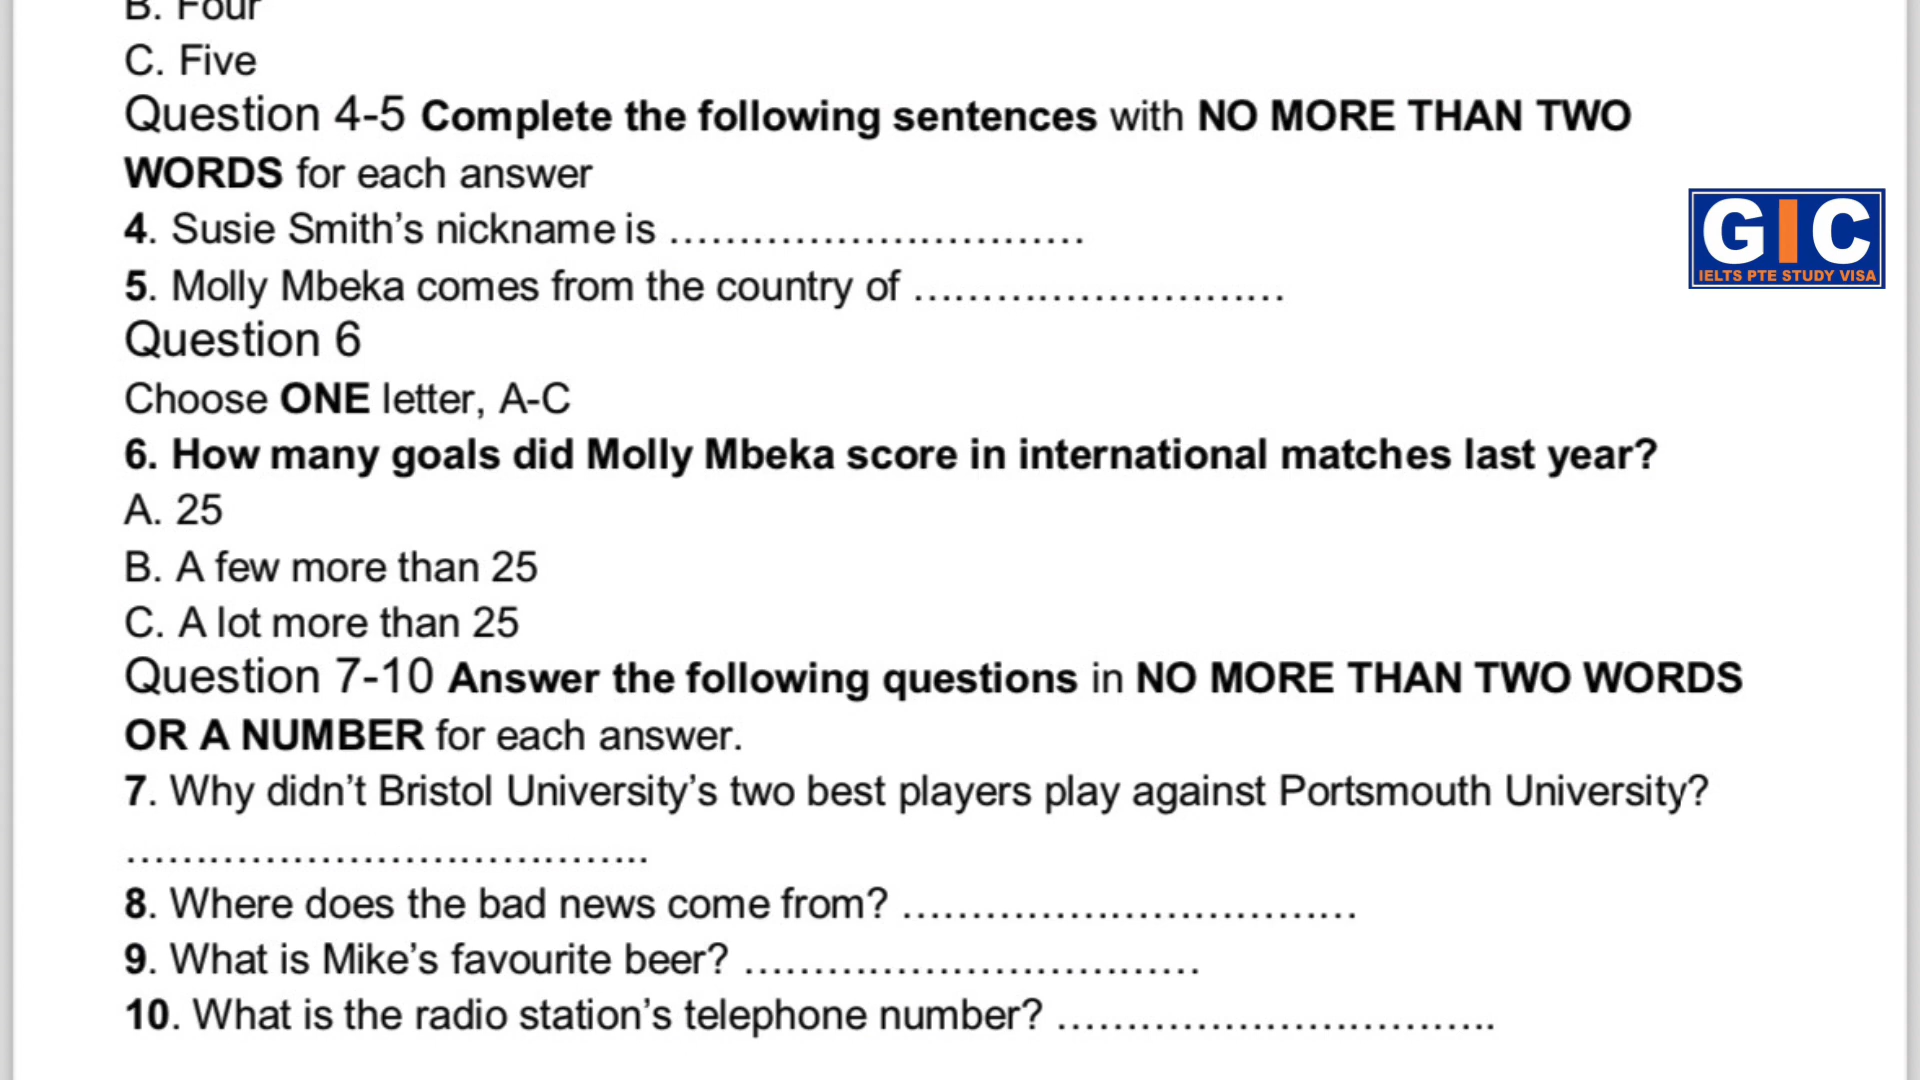 B. Four
C. Five
Question 4-5 Complete the following sentences with NO MORE THAN TWO
WORDS for each answer
4. Susie Smith’s nickname is …………………………
5. Molly Mbeka comes from the country of ………………………
Question 6
Choose ONE letter, A-C
6. How many goals did Molly Mbeka score in international matches last year?
A. 25
B. A few more than 25
C. A lot more than 25
Question 7-10 Answer the following questions in NO MORE THAN TWO WORDS
OR A NUMBER for each answer.
7. Why didn’t Bristol University’s two best players play against Portsmouth University?
………………………………..
8. Where does the bad news come from? ……………………………
9. What is Mike’s favourite beer? ……………………………
10. What is the radio station’s telephone number? …………………………..
GIC
IELTS PTE STUDY VISA